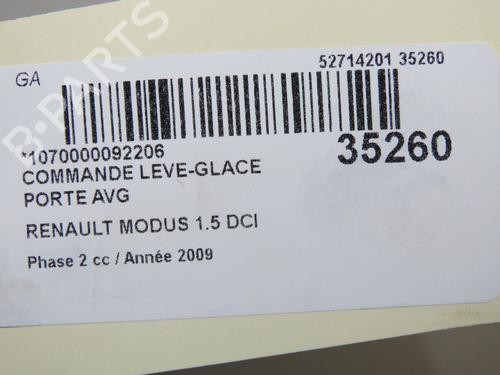 GA
52714201 35260
*1070000092206
35260
COMMANDE LEVE-GLACE
PORTE AVG
RENAULT MODUS 1.5 DCI
Phase 2 cc / Année 2009
B-PARTS